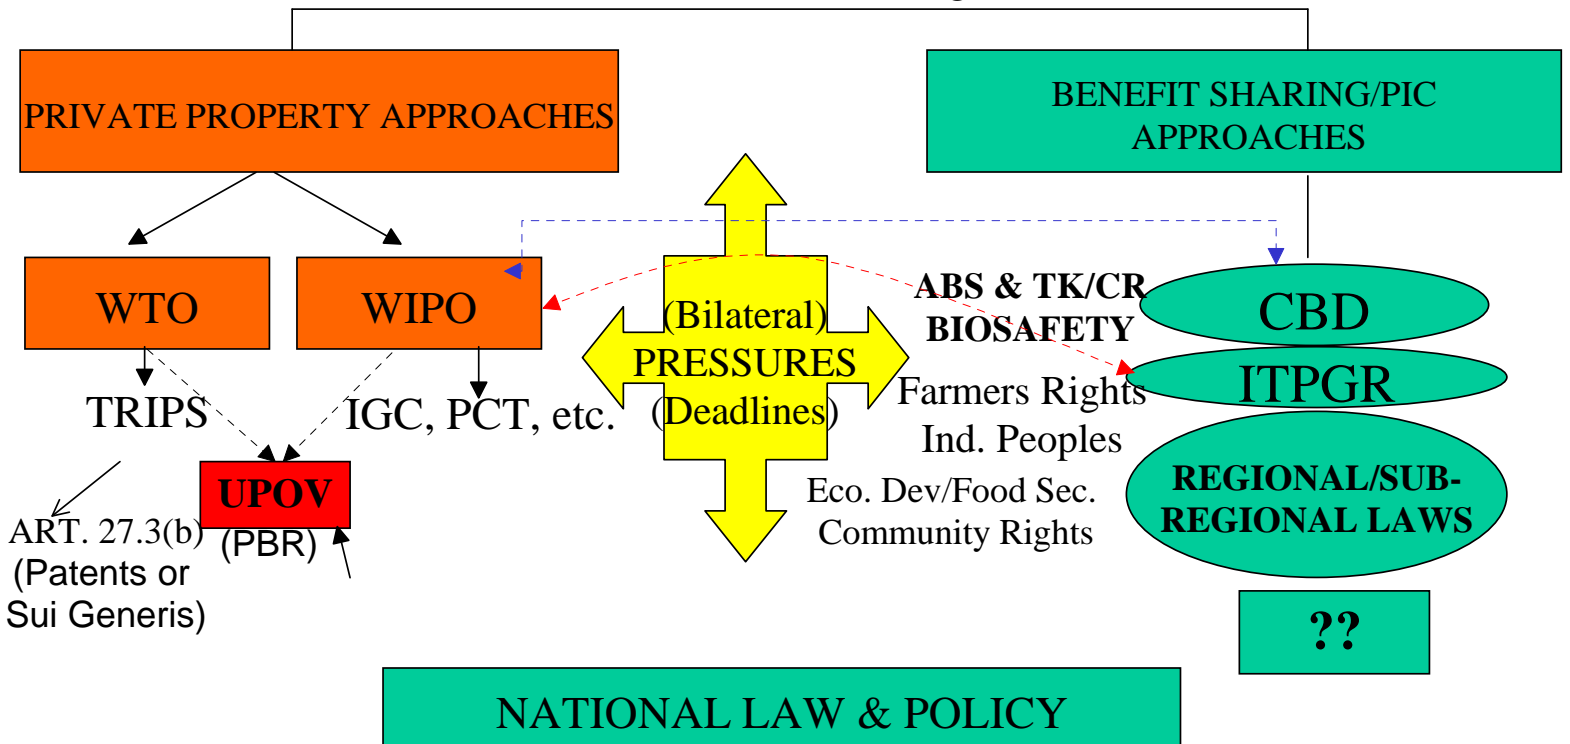 PRIVATE PROPERTY APPROACHES
BENEFIT SHARING/PIC
APPROACHES
WTO
WIPO
(Bilateral)
PRESSURES
(Deadlines)
ABS & TK/CR
BIOSAFETY
CBD
ITPGR
TRIPS
IGC, PCT, etc.
Farmers Rights
Ind. Peoples
Eco. Dev/Food Sec.
Community Rights
REGIONAL/SUB-
REGIONAL LAWS
UPOV
(PBR)
ART. 27.3(b)
(Patents or
Sui Generis)
??
NATIONAL LAW & POLICY